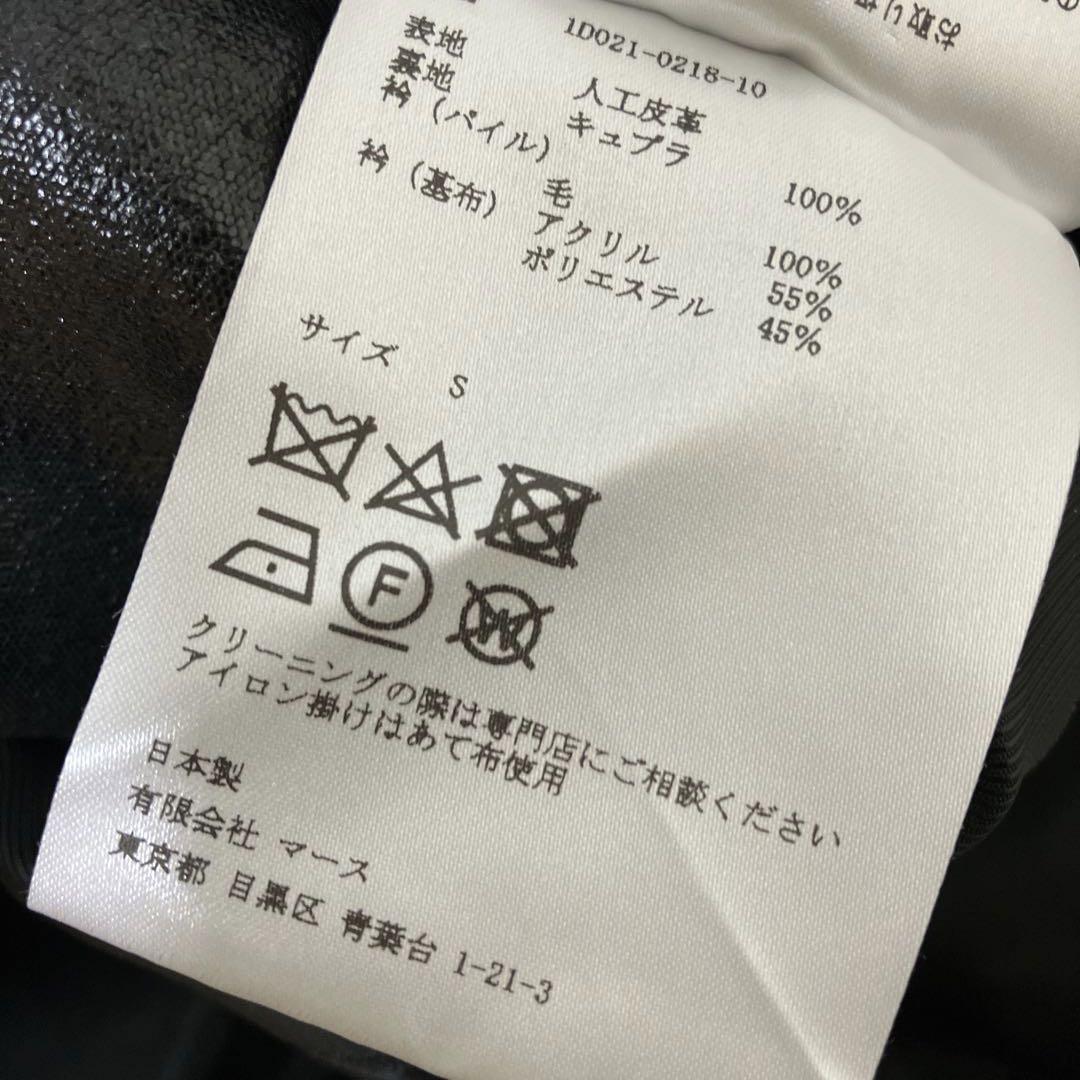 お取り扱
1D021-0218-10
表地 人工皮革
裏地 キュプラ 100%
衿(パイル)
毛 100%
衿(基布) アクリル 55%
ポリエステル 45%
サイズ S
F
W
クリーニングの際は専門店にご相談ください
アイロン掛けはあて布使用
日本製
有限会社 マース
東京都 目黒区 青葉台 1-21-3